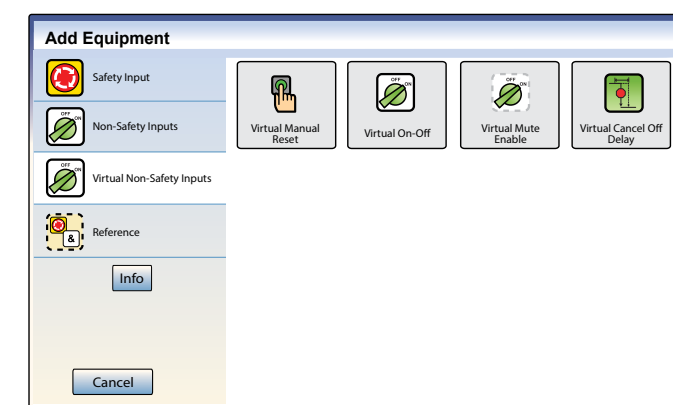 Add Equipment
Safety Input
OFF
ON
Non-Safety Inputs
OFF
ON
Virtual Non-Safety Inputs
&
Reference
Info
Cancel
Virtual Manual
Reset
OFF
ON
Virtual On-Off
OFF
ON
Virtual Mute
Enable
Virtual Cancel Off
Delay